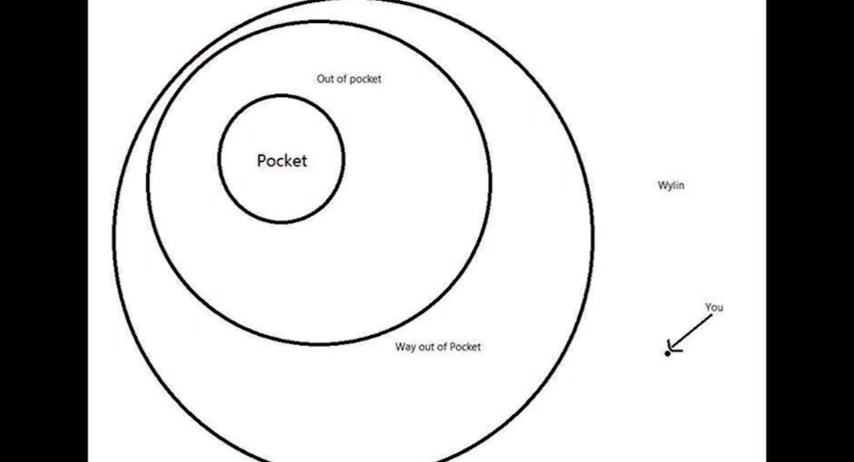 Out of pocket
Pocket
Wylin
You
Way out of Pocket